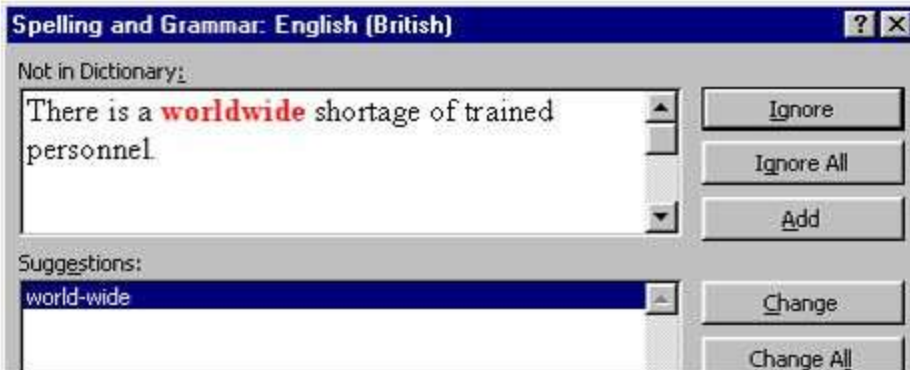 Spelling and Grammar: English (British)
Not in Dictionary:
There is a worldwide shortage of trained
personnel.
Ignore
Ignore All
Add
Suggestions:
world-wide
Change
Change All